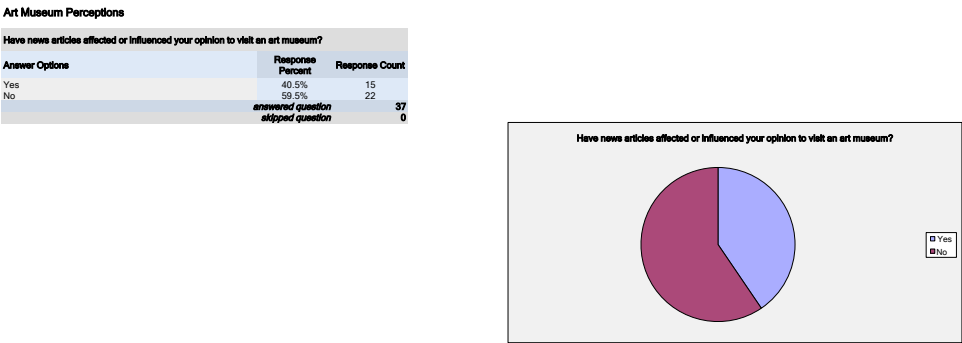 Art Museum Perceptions
Have news articles affected or influenced your opinion to visit an art museum?
Answer Options Response Percent Response Count
Yes 40.5% 15
No 59.5% 22
answered question 37
skipped question 0
Have news articles affected or influenced your opinion to visit an art museum?
Yes
No